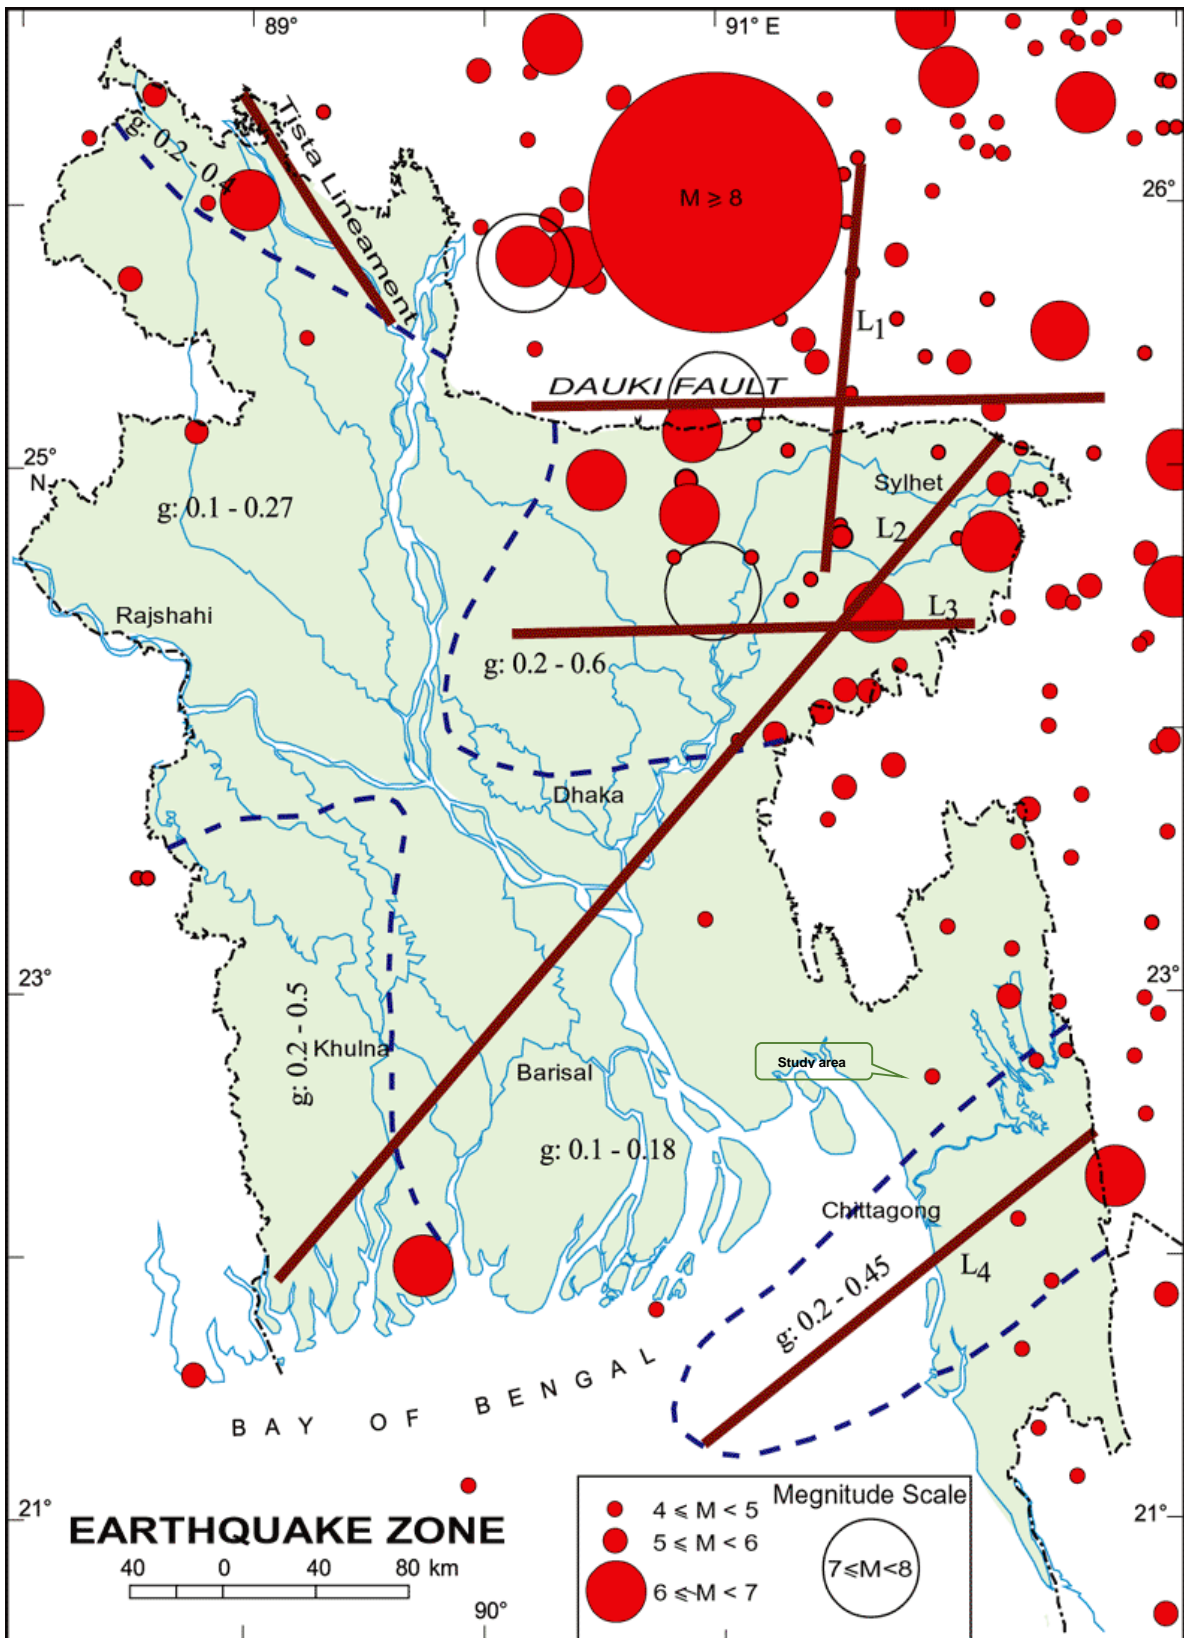 89°
91° E
Tista Lineament
g: 0.2 - 0.4
M ⩾ 8
26°
26°
L1
DAUKI FAULT
25°
N
25°
Sylhet
g: 0.1 - 0.27
L2
Rajshahi
L3
g: 0.2 - 0.6
Dhaka
23°
23°
g: 0.2 - 0.5
Khulna
Barisal
Study area
g: 0.1 - 0.18
Chittagong
L4
g: 0.2 - 0.45
BAY OF BENGAL
Megnitude Scale
4 ⩽ M < 5
5 ⩽ M < 6
6 ⩽ M < 7
7⩽M<8
21°
21°
EARTHQUAKE ZONE
40 0 40 80 km
90°